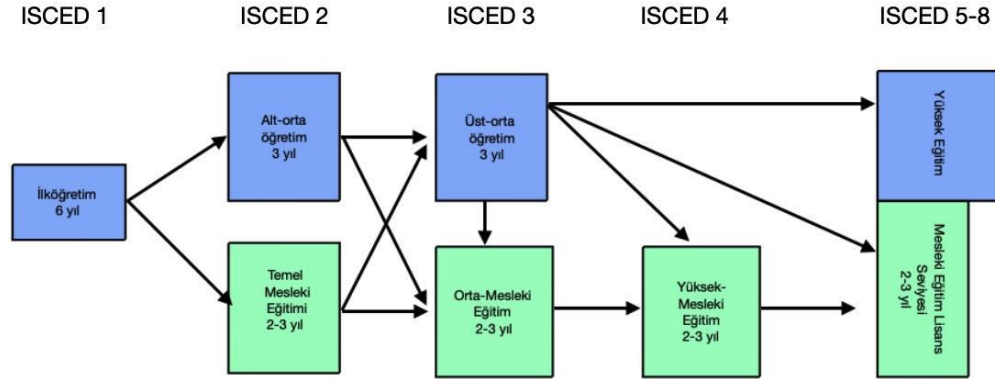 ISCED 1
ISCED 2
ISCED 3
ISCED 4
ISCED 5-8
İlköğretim
6 yıl
Alt-orta
öğretim
3 yıl
Temel
Mesleki
Eğitimi
2-3 yıl
Üst-orta
öğretim
3 yıl
Orta-Mesleki
Eğitim
2-3 yıl
Yüksek-
Mesleki
Eğitim
2-3 yıl
Yüksek Eğitim
Mesleki Eğitim Lisans
Seviyesi
2-3 yıl